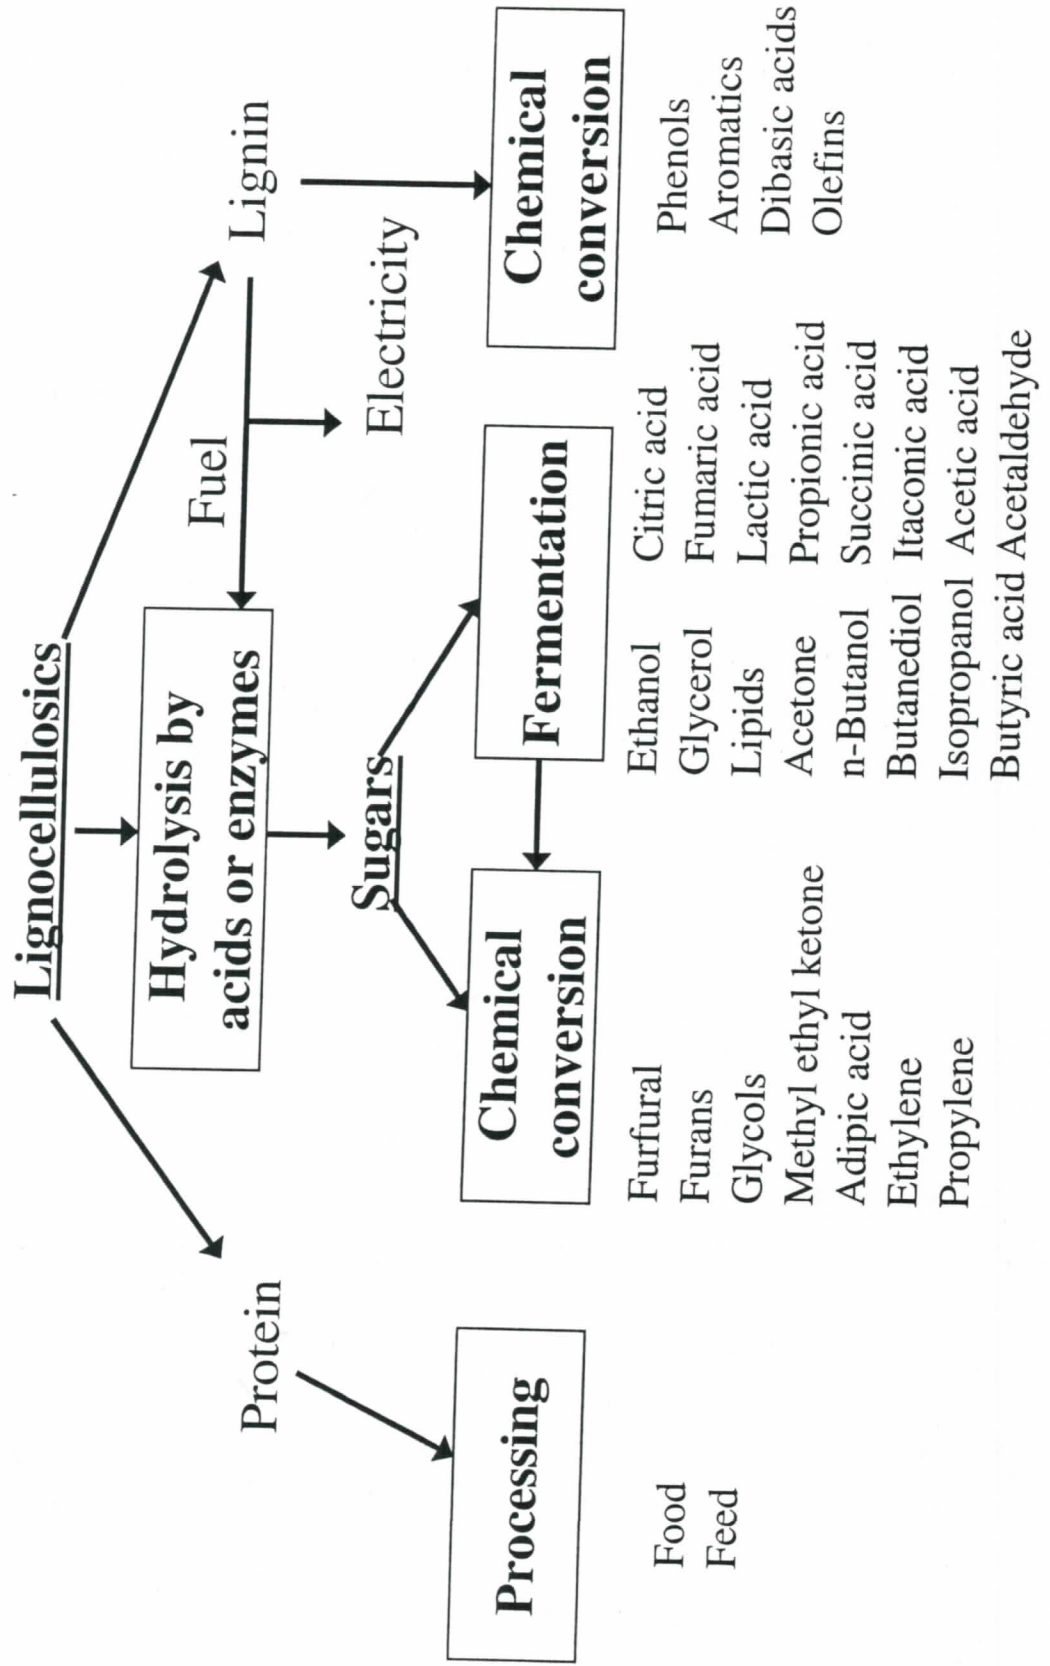 Lignocellulosics
Protein
Hydrolysis by
acids or enzymes
Fuel
Lignin
Sugars
Electricity
Processing
Food
Feed
Chemical
conversion
Furfural
Furans
Glycols
Methyl ethyl ketone
Adipic acid
Ethylene
Propylene
Fermentation
Ethanol
Glycerol
Lipids
Acetone
n-Butanol
Butanediol
Isopropanol
Butyric acid
Citric acid
Fumaric acid
Lactic acid
Propionic acid
Succinic acid
Itaconic acid
Acetic acid
Acetaldehyde
Chemical
conversion
Phenols
Aromatics
Dibasic acids
Olefins